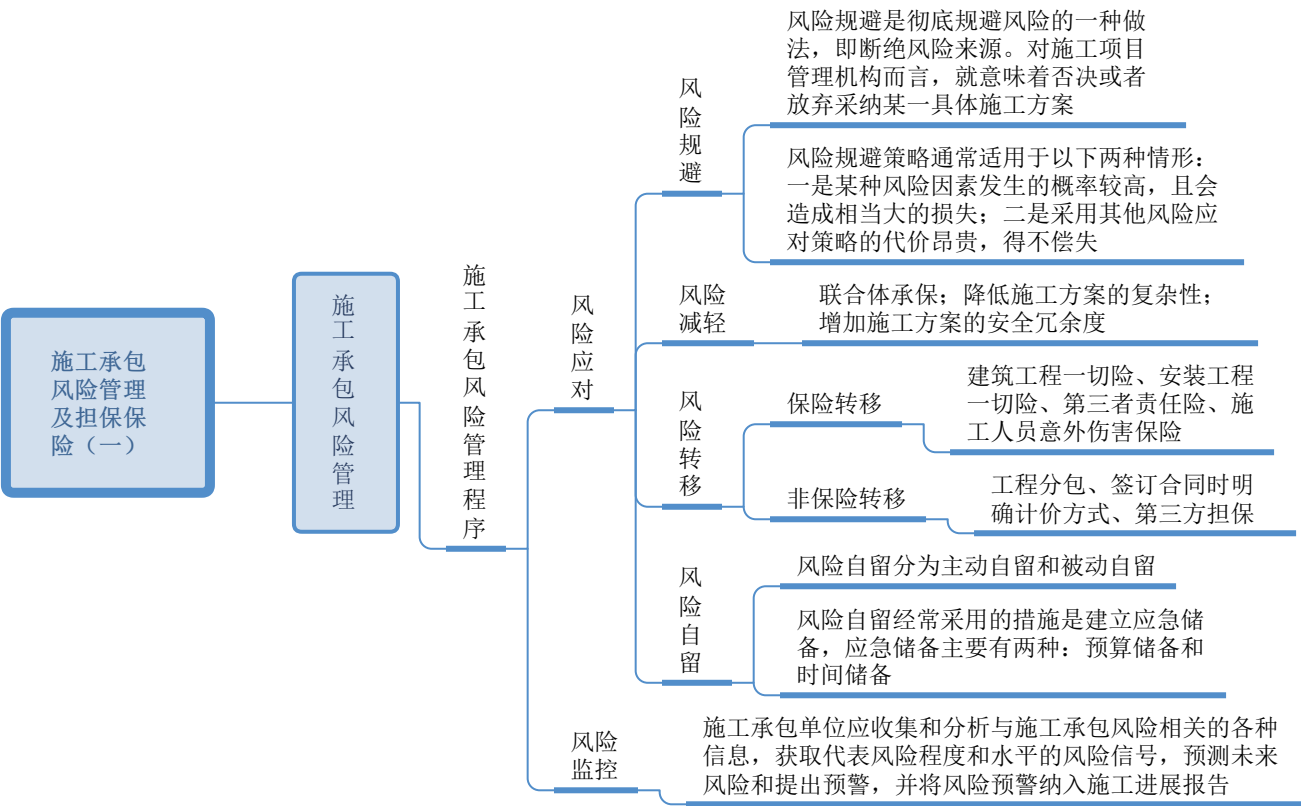 施工承包
风险管理
及担保保
险（一）
施工承包风险管理
施工承包风险管理程序
风险应对
风险规避
风险规避是彻底规避风险的一种做
法，即断绝风险来源。对施工项目
管理机构而言，就意味着否决或者
放弃采纳某一具体施工方案
风险规避策略通常适用于以下两种情形：
一是某种风险因素发生的概率较高，且会
造成相当大的损失；二是采用其他风险应
对策略的代价昂贵，得不偿失
风险
减轻
联合体承保；降低施工方案的复杂性；
增加施工方案的安全冗余度
风险转移
保险转移
建筑工程一切险、安装工程
一切险、第三者责任险、施
工人员意外伤害保险
非保险转移
工程分包、签订合同时明
确计价方式、第三方担保
风险自留
风险自留分为主动自留和被动自留
风险自留经常采用的措施是建立应急储
备，应急储备主要有两种：预算储备和
时间储备
风险
监控
施工承包单位应收集和分析与施工承包风险相关的各种
信息，获取代表风险程度和水平的风险信号，预测未来
风险和提出预警，并将风险预警纳入施工进展报告